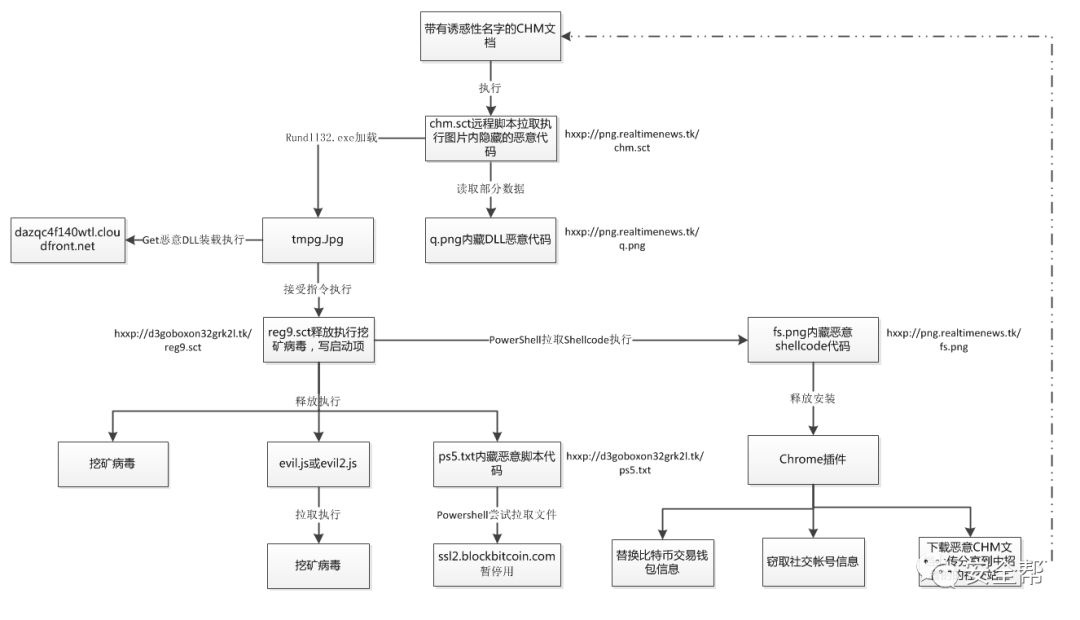 带有诱惑性名字的CHM文
档
执行
chm.sct远程脚本拉取执
行图片内隐藏的恶意代
码
hxxp://png.realtimenews.tk/
chm.sct
Rundll32.exe加载
读取部分数据
dazqc4f140wtl.clou
dfront.net
Get恶意DLL装载执行
tmpg.Jpg
q.png内藏DLL恶意代码
hxxp://png.realtimenews.tk/
q.png
接受指令执行
hxxp://d3goboxon32grk2l.tk/
reg9.sct
reg9.sct释放执行挖
矿病毒，写启动项
PowerShell拉取Shellcode执行
fs.png内藏恶意
shellcode代码
hxxp://png.realtimenews.tk/
fs.png
释放执行
释放安装
挖矿病毒
evil.js或evil2.js
ps5.txt内藏恶意脚本代
码
hxxp://d3goboxon32grk2l.tk/
ps5.txt
Chrome插件
拉取执行
Powershell尝试拉取文件
挖矿病毒
ssl2.blockbitcoin.com
暂停用
替换比特币交易钱
包信息
窃取社交帐号信息
下载恶意CHM文
传分享到中招
的社交站
安全帮